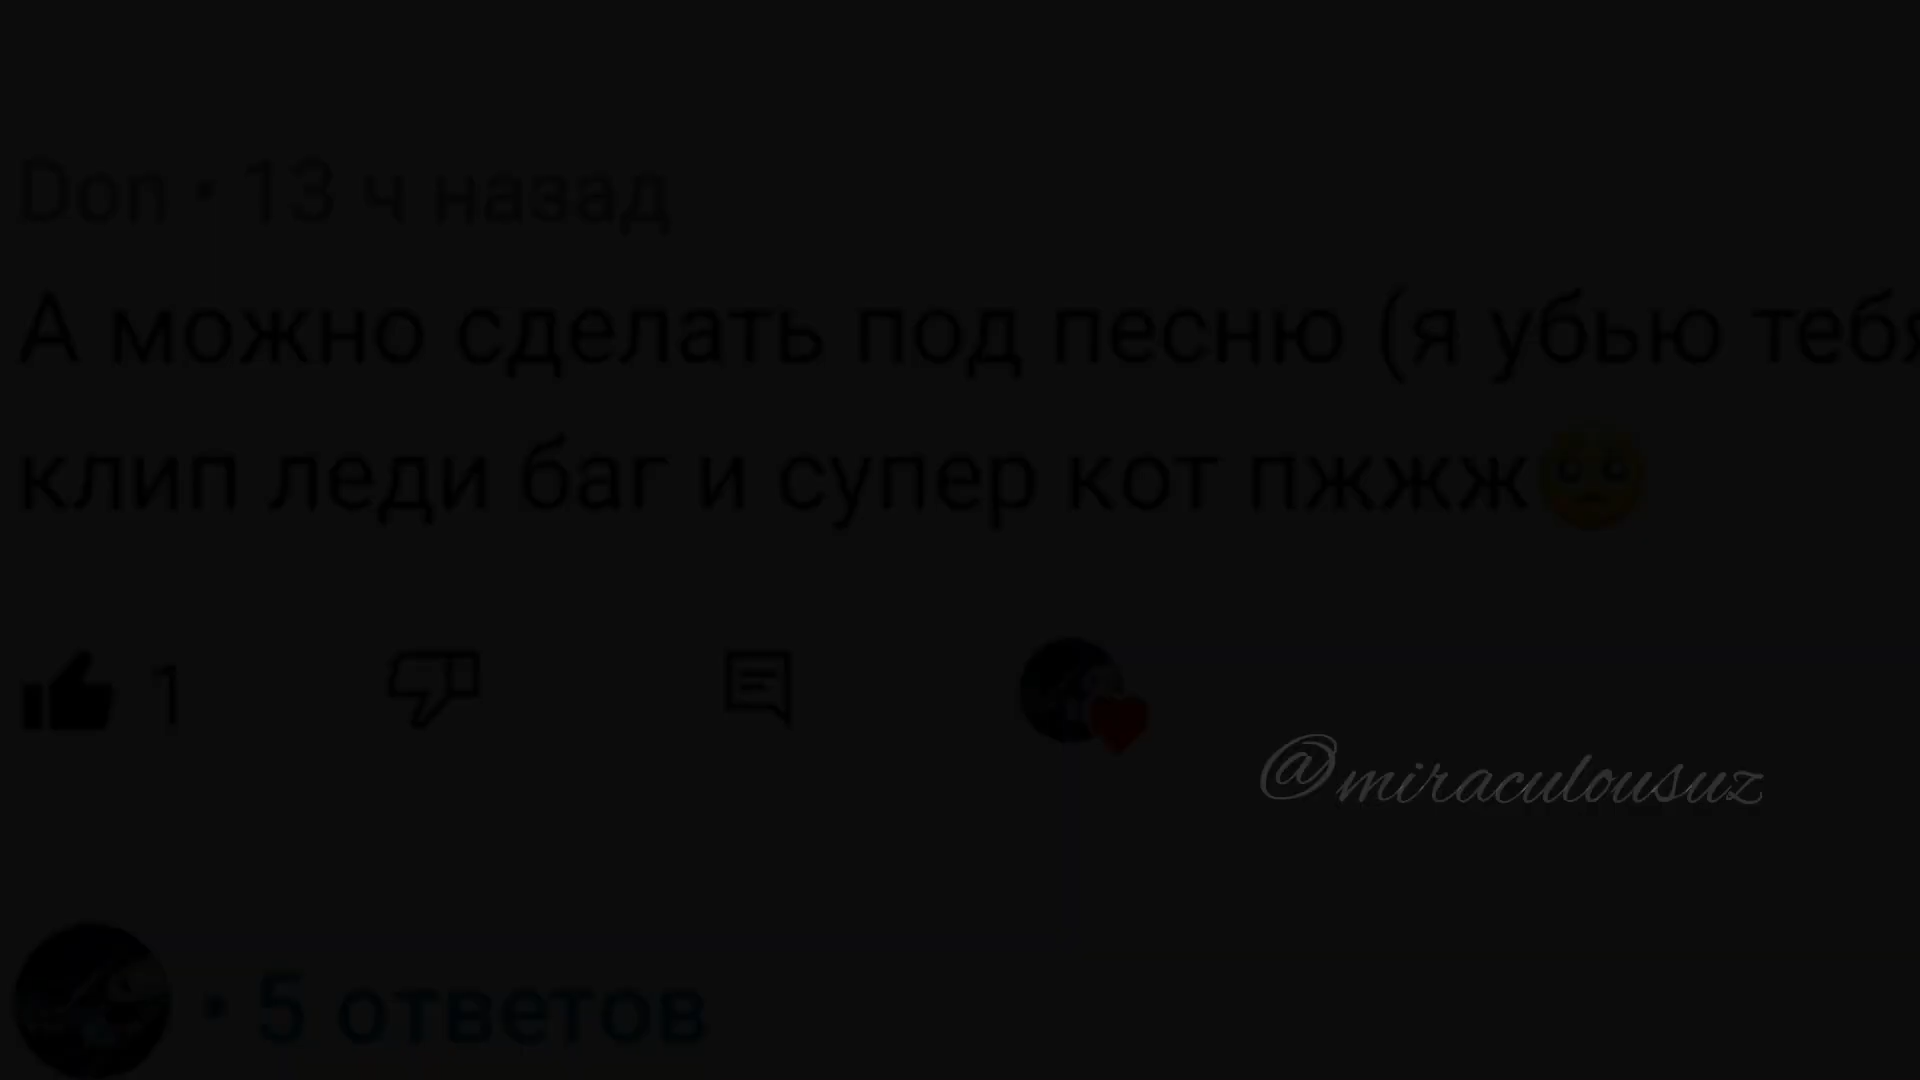 Don • 13 ч назад
А можно сделать под песню (я убью тебя
клип леди баг и супер кот пжжж🥺
1
@miraculousuz
• 5 ответов